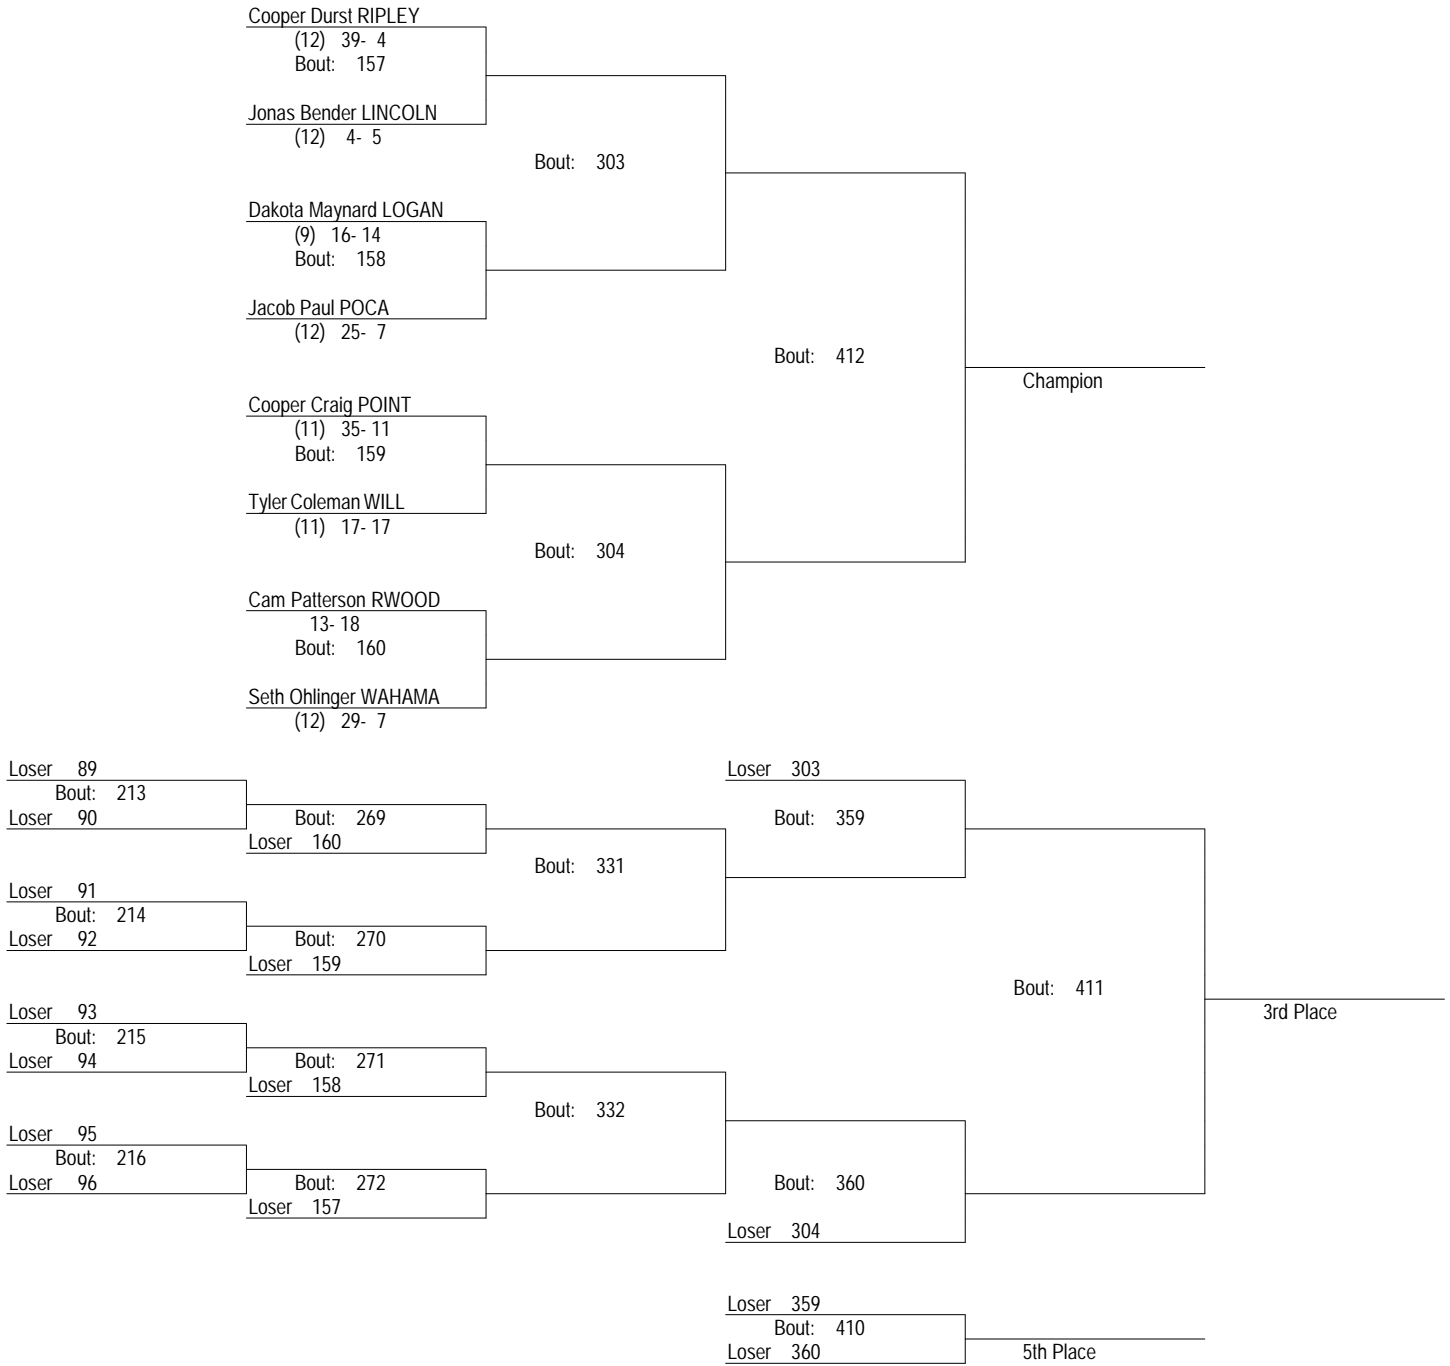 Cooper Durst RIPLEY
(12) 39- 4
Bout: 157
Jonas Bender LINCOLN
(12) 4- 5
Bout: 303
Dakota Maynard LOGAN
(9) 16- 14
Bout: 158
Jacob Paul POCA
(12) 25- 7
Bout: 412
Champion
Cooper Craig POINT
(11) 35- 11
Bout: 159
Tyler Coleman WILL
(11) 17- 17
Bout: 304
Cam Patterson RWOOD
13- 18
Bout: 160
Seth Ohlinger WAHAMA
(12) 29- 7
Loser 89
Bout: 213
Loser 90
Bout: 269
Loser 160
Bout: 331
Loser 303
Bout: 359
Loser 91
Bout: 214
Loser 92
Bout: 270
Loser 159
Bout: 411
3rd Place
Loser 93
Bout: 215
Loser 94
Bout: 271
Loser 158
Bout: 332
Loser 95
Bout: 216
Loser 96
Bout: 272
Loser 157
Bout: 360
Loser 304
Loser 359
Bout: 410
Loser 360
5th Place